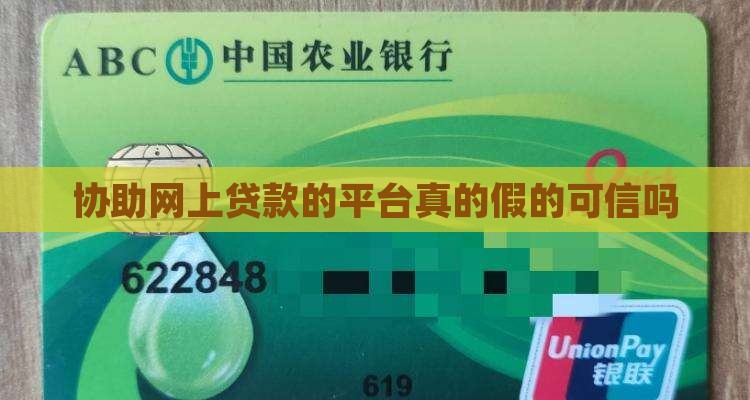 ABC 中国农业银行
Quick
协助网上贷款的平台真的假的可信吗
622848
UnionPay
银联
619